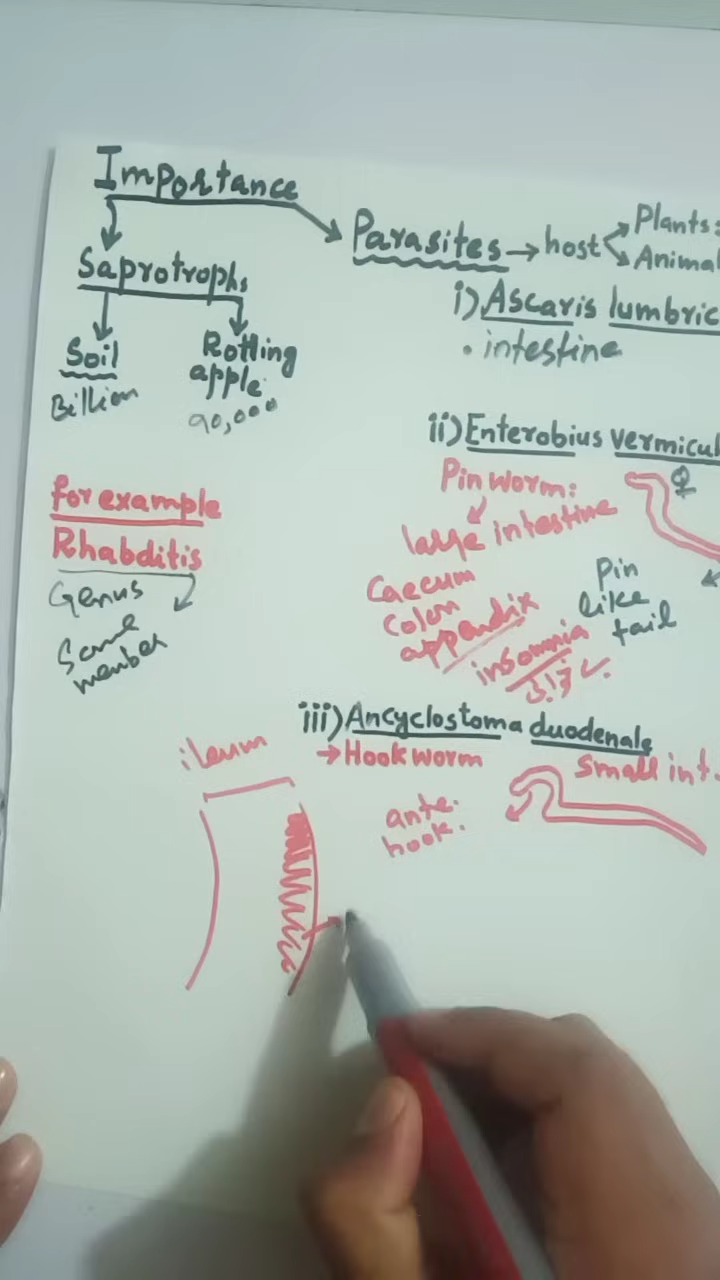 Importance
Parasites → host
Plants:
Animal
Saprotrophs
i) Ascaris lumbric
• intestine
Soil
Billion
Rotting
apple
90,000
ii) Enterobius vermicul
♀
Pin worm:
large intestine
Caecum
Colon
appendix
insomnia
Pin
like
tail
for example
Rhabditis
Genus
Some
member
iii) Ancyclostoma duodenale
→ Hook worm
Small int.
ante.
hook.
ileum